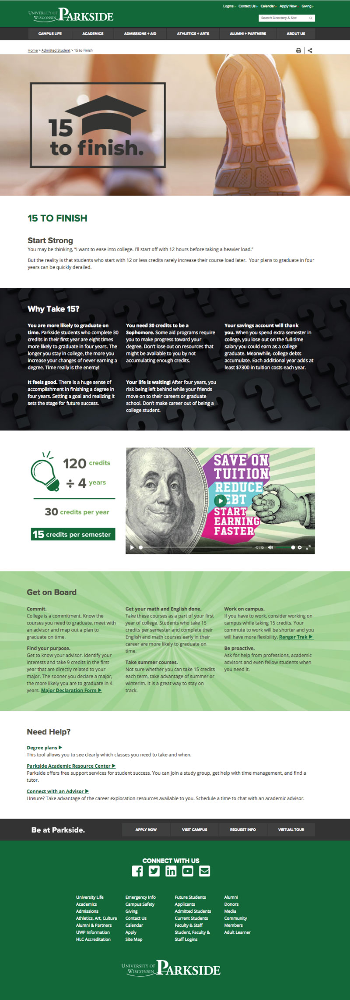 Logins Contact Us Calendar Apply Now Giving
UNIVERSITY OF
WISCONSIN PARKSIDE
Search Directory & Site
CAMPUS LIFE ACADEMICS ADMISSIONS + AID ATHLETICS + ARTS ALUMNI + PARTNERS ABOUT US
Home > Admitted Student > 15 to Finish
15
to finish.
15 TO FINISH
Start Strong
You may be thinking, “I want to ease into college. I’ll start off with 12 hours before taking a heavier load.”
But the reality is that students who start with 12 or less credits rarely increase their course load later. Your plans to graduate in four
years can be quickly derailed.
Why Take 15?
You are more likely to graduate on
time. Parkside students who complete 30
credits in their first year are eight times
more likely to graduate in four years. The
longer you stay in college, the more you
increase your changes of never earning a
degree. Time really is the enemy!
You need 30 credits to be a
Sophomore. Some aid programs require
you to make progress toward your
degree. Don’t lose out on resources that
might be available to you by not
accumulating enough credits.
Your savings account will thank
you. When you spend extra semester in
college, you lose out on the full-time
salary you could earn as a college
graduate. Meanwhile, college debts
accumulate. Each additional year adds at
least $7300 in tuition costs each year.
It feels good. There is a huge sense of
accomplishment in finishing a degree in
four years. Setting a goal and realizing it
sets the stage for future success.
Your life is waiting! After four years, you
risk being left behind while your friends
move on to their careers or graduate
school. Don’t make career out of being a
college student.
120 credits
÷ 4 years
30 credits per year
15 credits per semester
SAVE ON
TUITION
REDUCE
DEBT
START
EARNING
FASTER
-01:16
Get on Board
Commit.
College is a commitment. Know the
courses you need to graduate, meet with
an advisor and map out a plan to
graduate on time.
Find your purpose.
Get to know your advisor. Identify your
interests and take 9 credits in the first
year that are directly related to your
major. The sooner you declare a major,
the more likely you are to graduate in 4
years. Major Declaration Form ▶
Get your math and English done.
Take these courses as a part of your first
year of college. Students who take 15
credits per semester and complete their
English and math courses early in their
career are more likely to graduate on
time.
Take summer courses.
Not sure whether you can take 15 credits
each term, take advantage of summer or
winterim. It is a great way to stay on
track.
Work on campus.
If you have to work, consider working on
campus while taking 15 credits. Your
commute to work will be shorter and you
will have more flexibility. Ranger Trak ▶
Be proactive.
Ask for help from professions, academic
advisors and even fellow students when
you need it.
Need Help?
Degree plans ▶
This tool allows you to see clearly which classes you need to take and when.
Parkside Academic Resource Center ▶
Parkside offers free support services for student success. You can join a study group, get help with time management, and find a
tutor.
Connect with an Advisor ▶
Unsure? Take advantage of the career exploration resources available to you. Schedule a time to chat with an academic advisor.
Be at Parkside. APPLY NOW VISIT CAMPUS REQUEST INFO VIRTUAL TOUR
CONNECT WITH US
University Life
Academics
Admissions
Athletics, Art, Culture
Alumni & Partners
UWP Information
HLC Accreditation
Emergency Info
Campus Safety
Giving
Contact Us
Calendar
Apply
Site Map
Future Students
Applicants
Admitted Students
Current Students
Faculty & Staff
Student, Faculty &
Staff Logins
Alumni
Donors
Media
Community
Members
Adult Learner
UNIVERSITY OF
WISCONSIN PARKSIDE